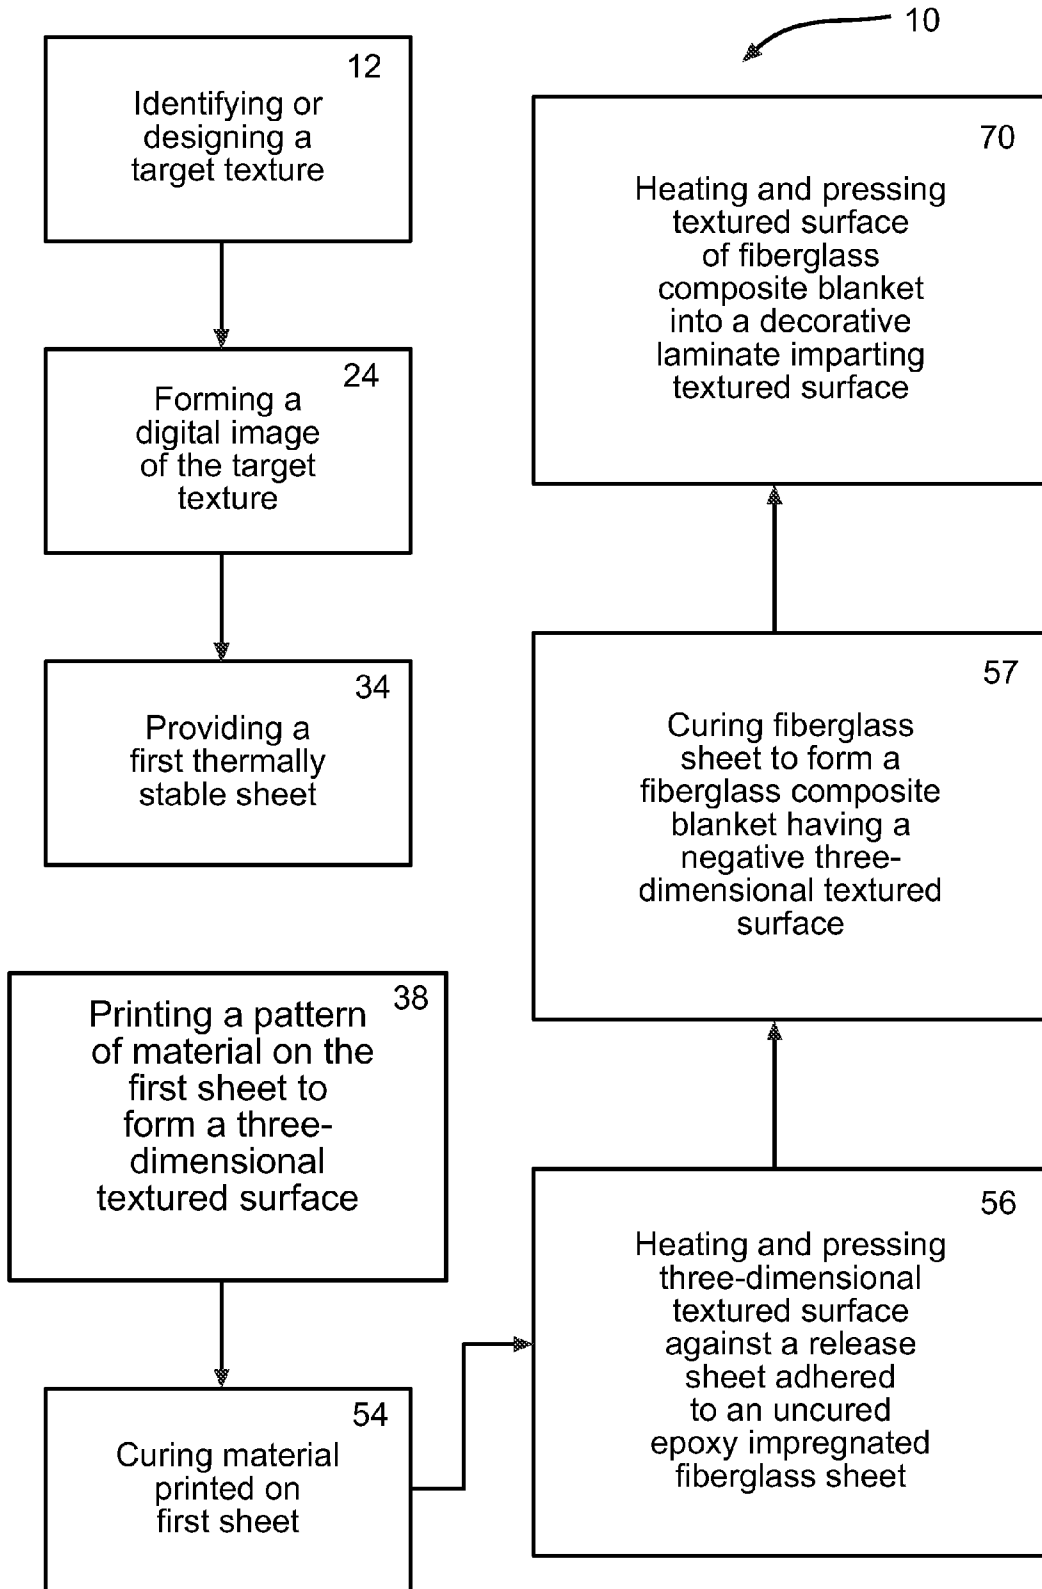 12
Identifying or
designing a
target texture
24
Forming a
digital image
of the target
texture
34
Providing a
first thermally
stable sheet
38
Printing a pattern
of material on the
first sheet to
form a three-
dimensional
textured surface
54
Curing material
printed on
first sheet
10
70
Heating and pressing
textured surface
of fiberglass
composite blanket
into a decorative
laminate imparting
textured surface
57
Curing fiberglass
sheet to form a
fiberglass composite
blanket having a
negative three-
dimensional textured
surface
56
Heating and pressing
three-dimensional
textured surface
against a release
sheet adhered
to an uncured
epoxy impregnated
fiberglass sheet